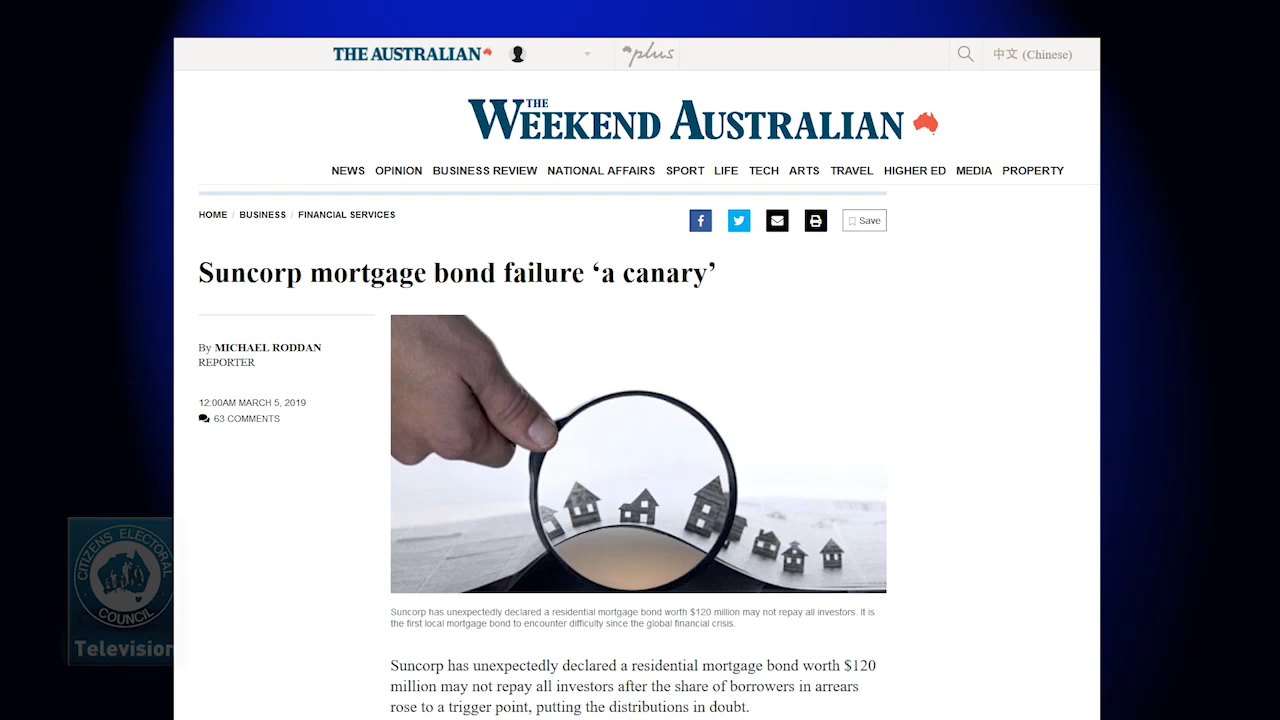 THE AUSTRALIAN
plus
中文 (Chinese)
THE WEEKEND AUSTRALIAN
NEWS OPINION BUSINESS REVIEW NATIONAL AFFAIRS SPORT LIFE TECH ARTS TRAVEL HIGHER ED MEDIA PROPERTY
HOME / BUSINESS / FINANCIAL SERVICES
Save
Suncorp mortgage bond failure ‘a canary’
By MICHAEL RODDAN
REPORTER
12:00AM MARCH 5, 2019
63 COMMENTS
Suncorp has unexpectedly declared a residential mortgage bond worth $120 million may not repay all investors. It is
the first local mortgage bond to encounter difficulty since the global financial crisis.
Suncorp has unexpectedly declared a residential mortgage bond worth $120
million may not repay all investors after the share of borrowers in arrears
rose to a trigger point, putting the distributions in doubt.
CITIZENS ELECTORAL
COUNCIL
Television